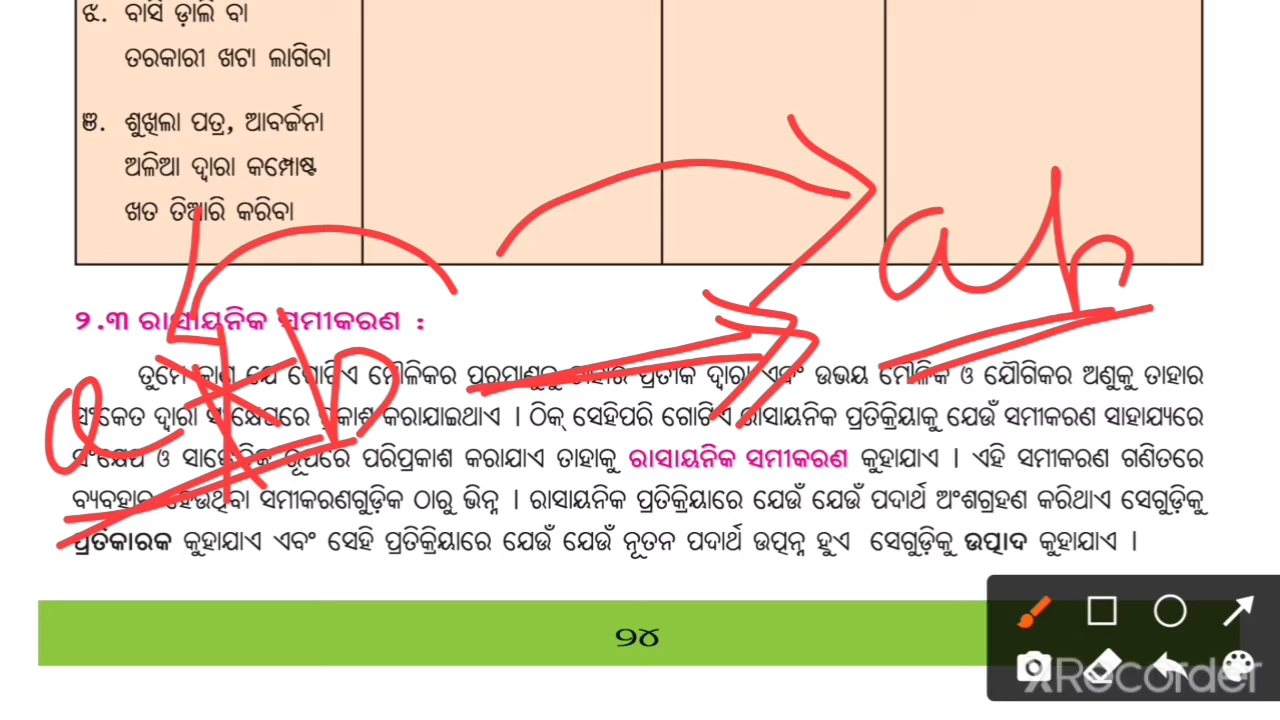 ଝ. ବାସି ଡ଼ାଲି ବା
ତରକାରୀ ଖଟା ଲାଗିବା
ଞ. ଶୁଖିଲା ପତ୍ର, ଆବର୍ଜନା
ଅଳିଆ ଦ୍ୱାରା କମ୍ପୋଷ୍ଟ
ଖତ ତିଆରି କରିବା
ab
୨.୩ ରାସାୟନିକ ସମୀକରଣ :
a b
ତୁମେ ଜାଣ ଯେ ଗୋଟିଏ ମୌଳିକର ପରମାଣୁକୁ ତାହାର ପ୍ରତୀକ ଦ୍ୱାରା ଏବଂ ଉଭୟ ମୌଳିକ ଓ ଯୌଗିକର ଅଣୁକୁ ତାହାର
ସଂକେତ ଦ୍ୱାରା ସଂକ୍ଷେପରେ ପ୍ରକାଶ କରାଯାଇଥାଏ । ଠିକ୍ ସେହିପରି ଗୋଟିଏ ରାସାୟନିକ ପ୍ରତିକ୍ରିୟାକୁ ଯେଉଁ ସମୀକରଣ ସାହାଯ୍ୟରେ
ସଂକ୍ଷେପ ଓ ସାଙ୍କେତିକ ରୂପରେ ପରିପ୍ରକାଶ କରାଯାଏ ତାହାକୁ ରାସାୟନିକ ସମୀକରଣ କୁହାଯାଏ । ଏହି ସମୀକରଣ ଗଣିତରେ
ବ୍ୟବହାର ହେଉଥିବା ସମୀକରଣଗୁଡ଼ିକ ଠାରୁ ଭିନ୍ନ । ରାସାୟନିକ ପ୍ରତିକ୍ରିୟାରେ ଯେଉଁ ଯେଉଁ ପଦାର୍ଥ ଅଂଶଗ୍ରହଣ କରିଥାଏ ସେଗୁଡ଼ିକୁ
ପ୍ରତିକାରକ କୁହାଯାଏ ଏବଂ ସେହି ପ୍ରତିକ୍ରିୟାରେ ଯେଉଁ ଯେଉଁ ନୂତନ ପଦାର୍ଥ ଉତ୍ପନ୍ନ ହୁଏ ସେଗୁଡ଼ିକୁ ଉତ୍ପାଦ କୁହାଯାଏ ।
୨୪
XRecorder